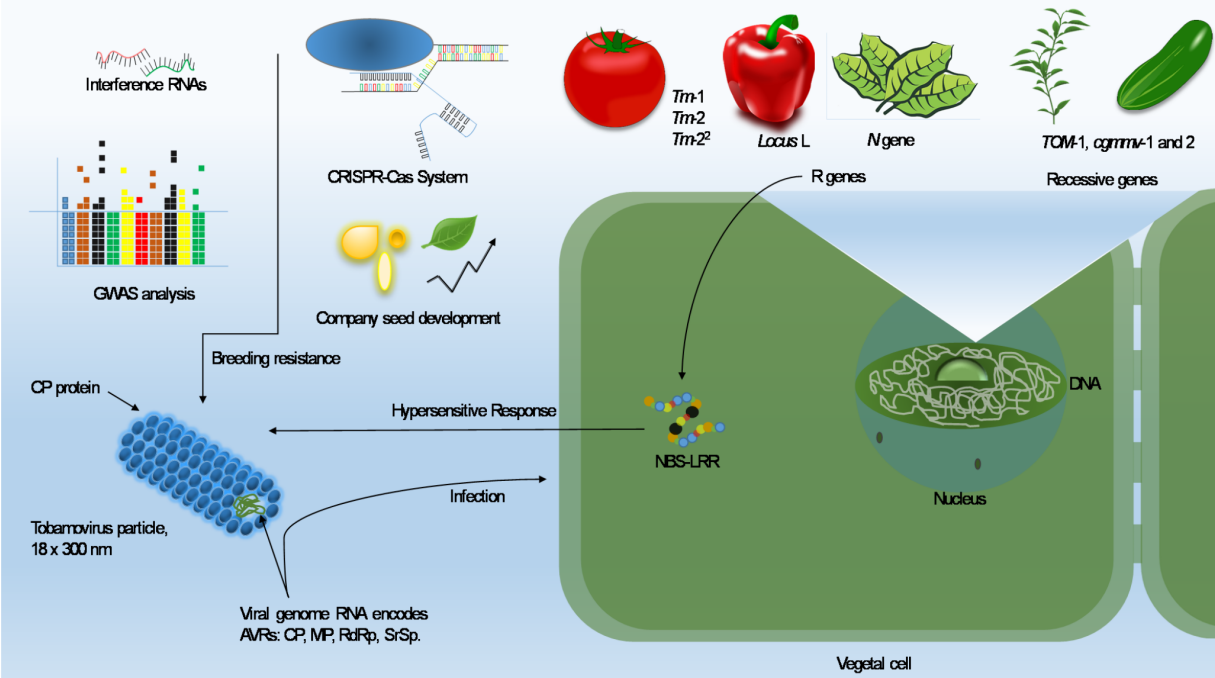 Interference RNAs
CRISPR-Cas System
GWAS analysis
Company seed development
Tm-1
Tm-2
Tm-2²
Locus L
N gene
TOM-1, cgmmv-1 and 2
R genes
Recessive genes
Breeding resistance
CP protein
Hypersensitive Response
NBS-LRR
DNA
Nucleus
Infection
Tobamovirus particle,
18 x 300 nm
Viral genome RNA encodes
AVRs: CP, MP, RdRp, SrSp.
Vegetal cell